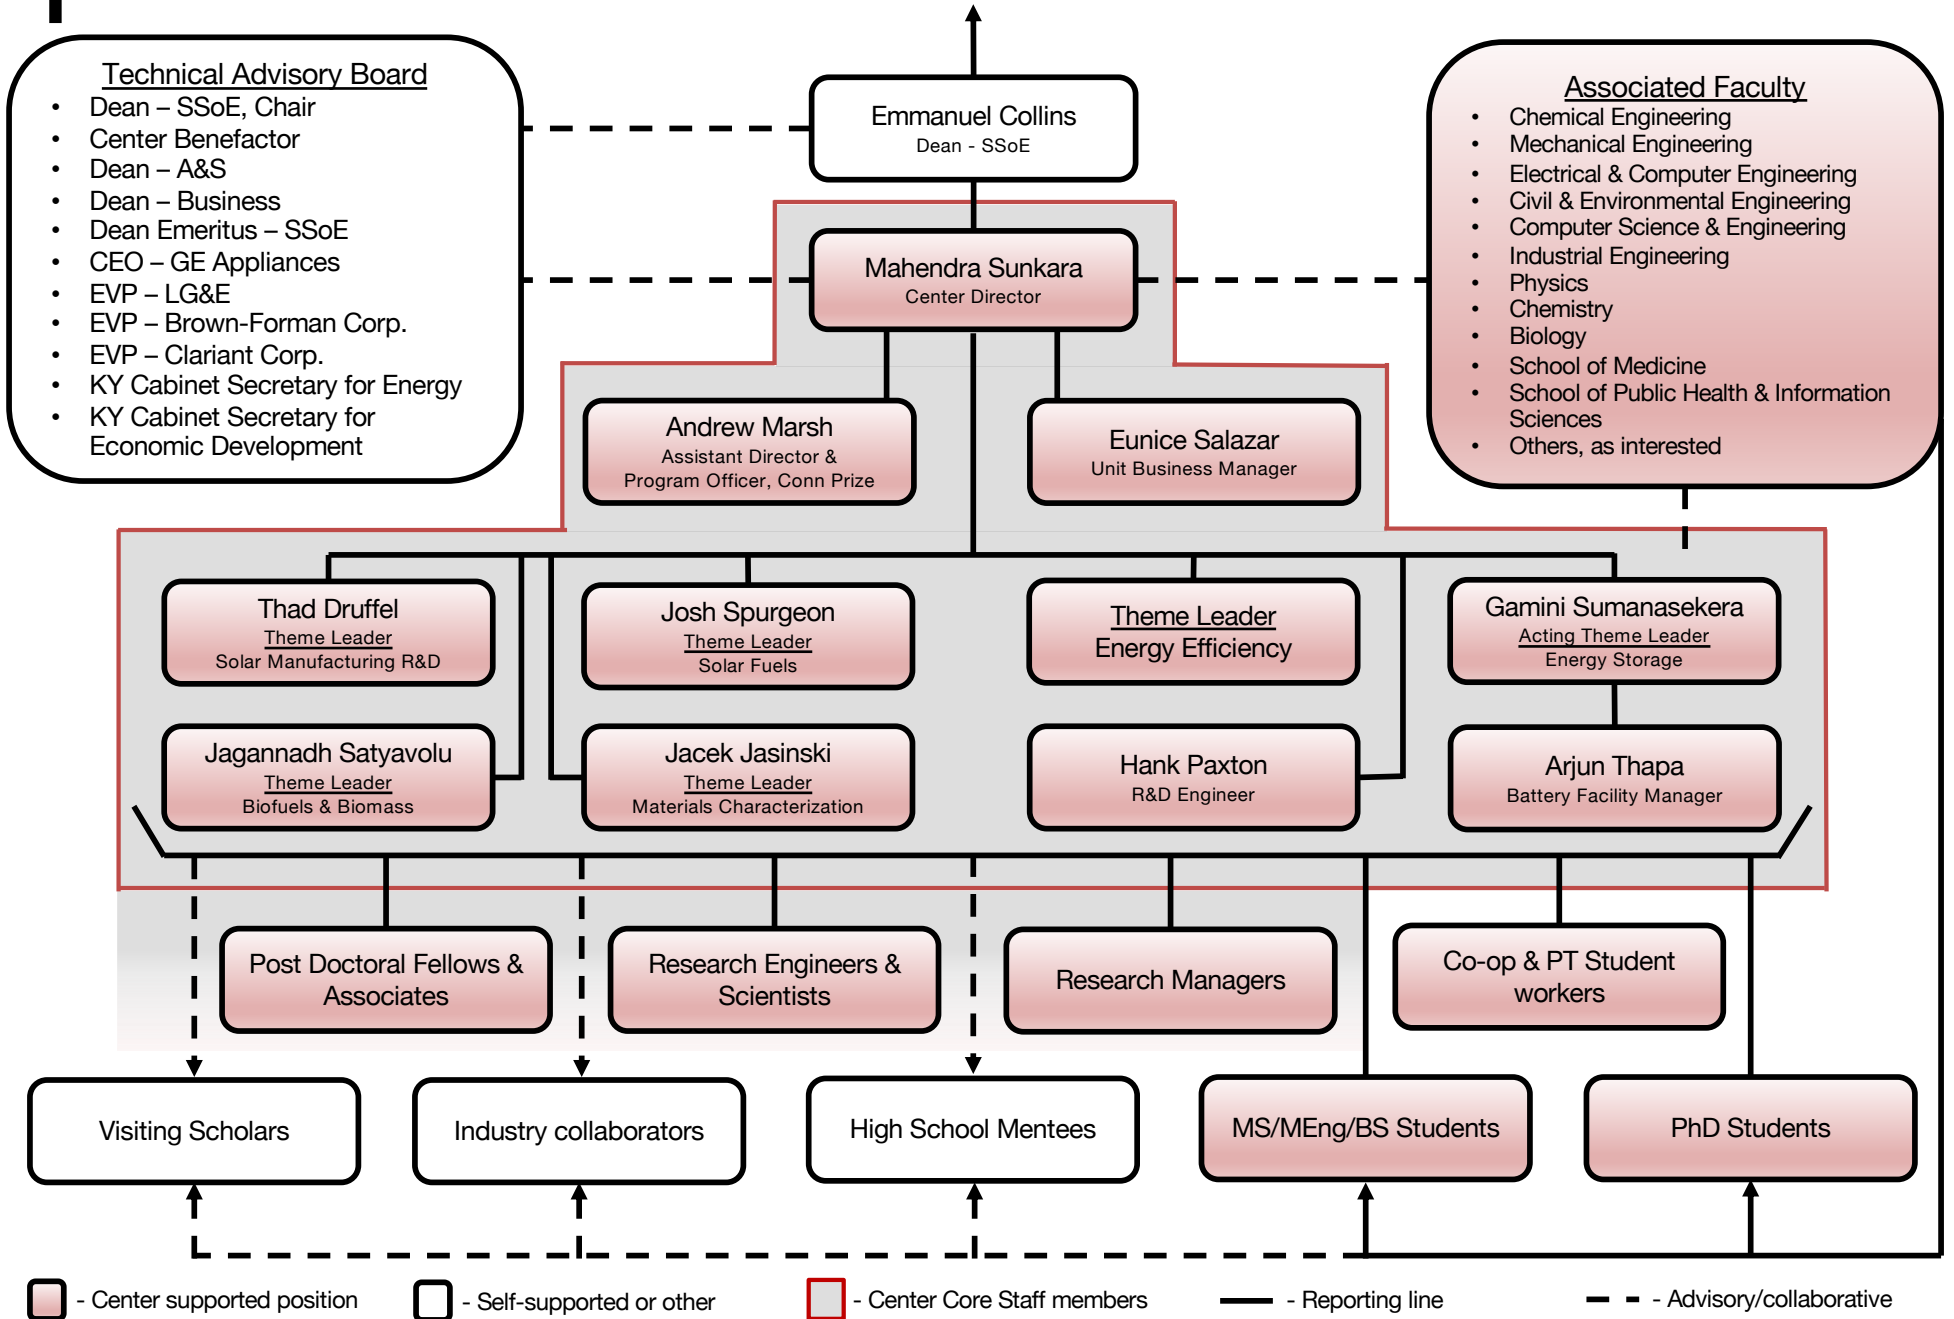 Technical Advisory Board
• Dean – SSoE, Chair
• Center Benefactor
• Dean – A&S
• Dean – Business
• Dean Emeritus – SSoE
• CEO – GE Appliances
• EVP – LG&E
• EVP – Brown-Forman Corp.
• EVP – Clariant Corp.
• KY Cabinet Secretary for Energy
• KY Cabinet Secretary for
Economic Development
Emmanuel Collins
Dean - SSoE
Associated Faculty
• Chemical Engineering
• Mechanical Engineering
• Electrical & Computer Engineering
• Civil & Environmental Engineering
• Computer Science & Engineering
• Industrial Engineering
• Physics
• Chemistry
• Biology
• School of Medicine
• School of Public Health & Information
Sciences
• Others, as interested
Mahendra Sunkara
Center Director
Andrew Marsh
Assistant Director &
Program Officer, Conn Prize
Eunice Salazar
Unit Business Manager
Thad Druffel
Theme Leader
Solar Manufacturing R&D
Josh Spurgeon
Theme Leader
Solar Fuels
Theme Leader
Energy Efficiency
Gamini Sumanasekera
Acting Theme Leader
Energy Storage
Jagannadh Satyavolu
Theme Leader
Biofuels & Biomass
Jacek Jasinski
Theme Leader
Materials Characterization
Hank Paxton
R&D Engineer
Arjun Thapa
Battery Facility Manager
Post Doctoral Fellows &
Associates
Research Engineers &
Scientists
Research Managers
Co-op & PT Student
workers
Visiting Scholars
Industry collaborators
High School Mentees
MS/MEng/BS Students
PhD Students
- Center supported position
- Self-supported or other
- Center Core Staff members
- Reporting line
- Advisory/collaborative